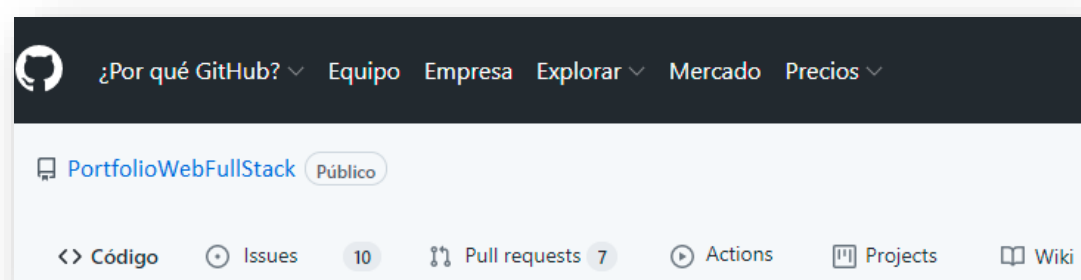 ¿Por qué GitHub? Equipo Empresa Explorar Mercado Precios
PortfolioWebFullStack Público
<> Código Issues 10 Pull requests 7 Actions Projects Wiki